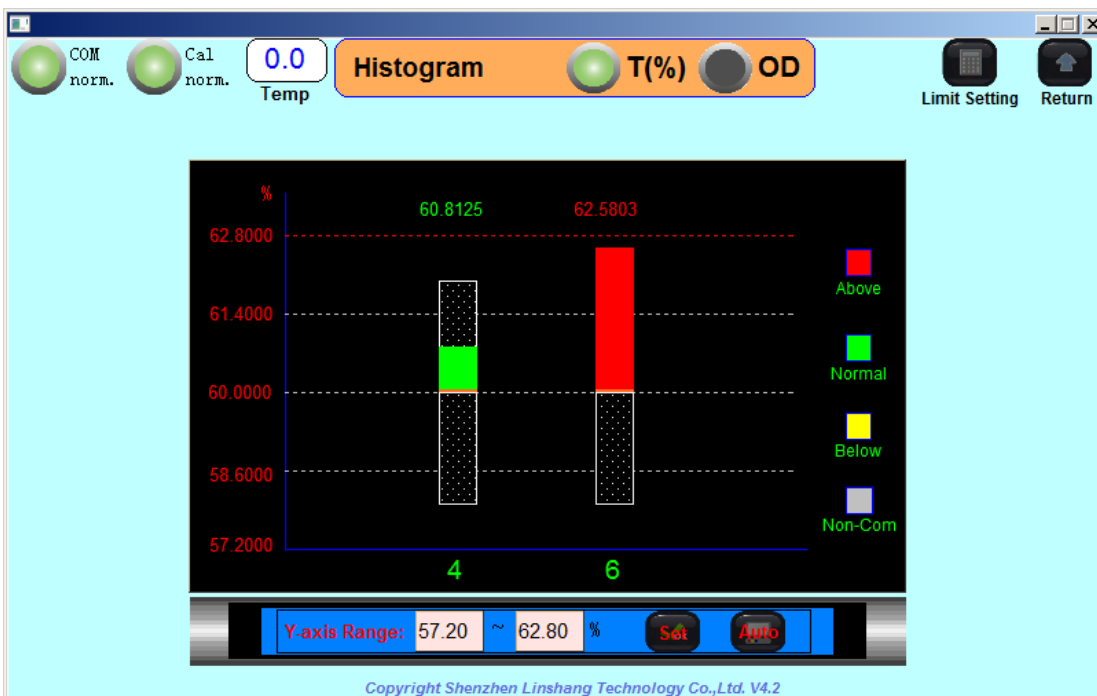 COM
norm.
Cal
norm.
0.0
Temp
Histogram
T(%)
OD
Limit Setting
Return
%
60.8125
62.5803
62.8000
61.4000
60.0000
58.6000
57.2000
4
6
Above
Normal
Below
Non-Com
Y-axis Range: 57.20 ~ 62.80 % Set Auto
Copyright Shenzhen Linshang Technology Co.,Ltd. V4.2